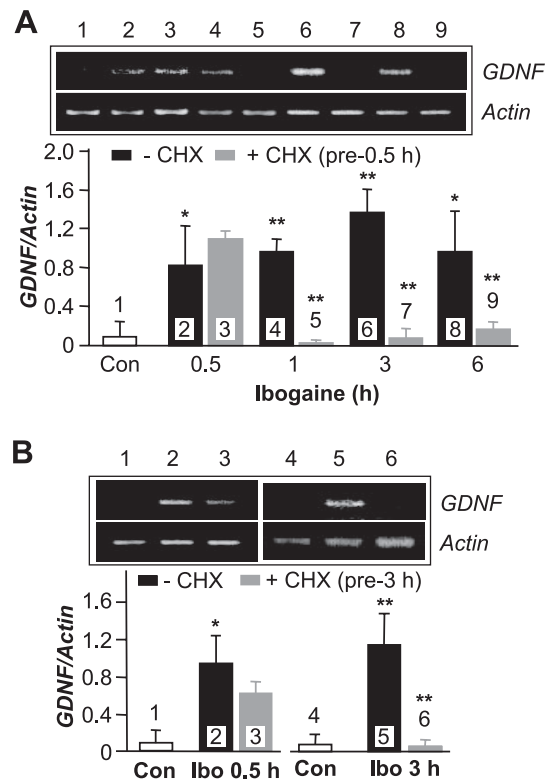 A
1 2 3 4 5 6 7 8 9
GDNF
Actin
- CHX + CHX (pre-0.5 h)
GDNF/Actin
2.0
1.6
1.2
0.8
0.4
0
1
* 2
3
** 4
** 5
** 6
** 7
* 8
** 9
Con 0.5 1 3 6
Ibogaine (h)
B
1 2 3 4 5 6
GDNF
Actin
- CHX + CHX (pre-3 h)
GDNF/Actin
1.6
1.2
0.8
0.4
0
1
* 2
3
4
** 5
** 6
Con Ibo 0,5 h Con Ibo 3 h